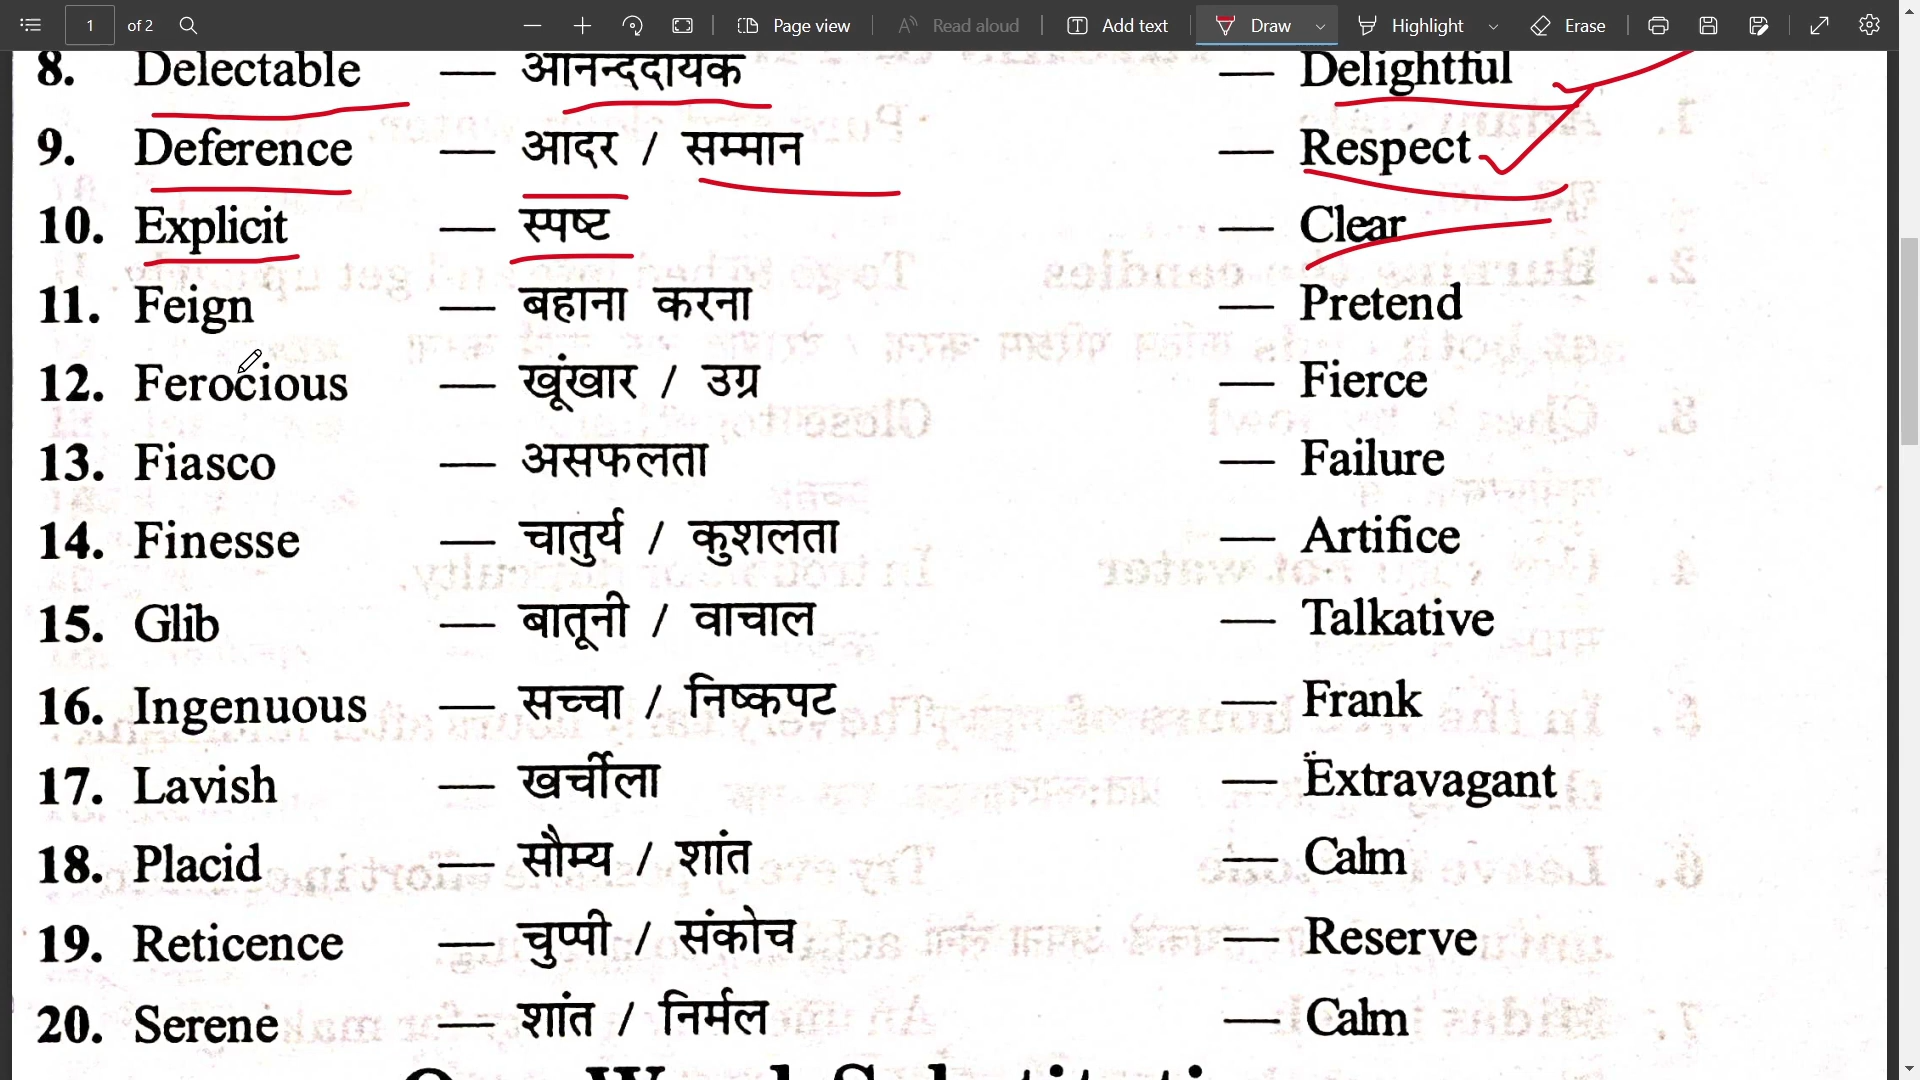 1 of 2 Page view Read aloud Add text Draw Highlight Erase
8. Delectable — आनन्ददायक — Delightful
9. Deference — आदर / सम्मान — Respect
10. Explicit — स्पष्ट — Clear
11. Feign — बहाना करना — Pretend
12. Ferocious — खूंखार / उग्र — Fierce
13. Fiasco — असफलता — Failure
14. Finesse — चातुर्य / कुशलता — Artifice
15. Glib — बातूनी / वाचाल — Talkative
16. Ingenuous — सच्चा / निष्कपट — Frank
17. Lavish — खर्चीला — Extravagant
18. Placid — सौम्य / शांत — Calm
19. Reticence — चुप्पी / संकोच — Reserve
20. Serene — शांत / निर्मल — Calm